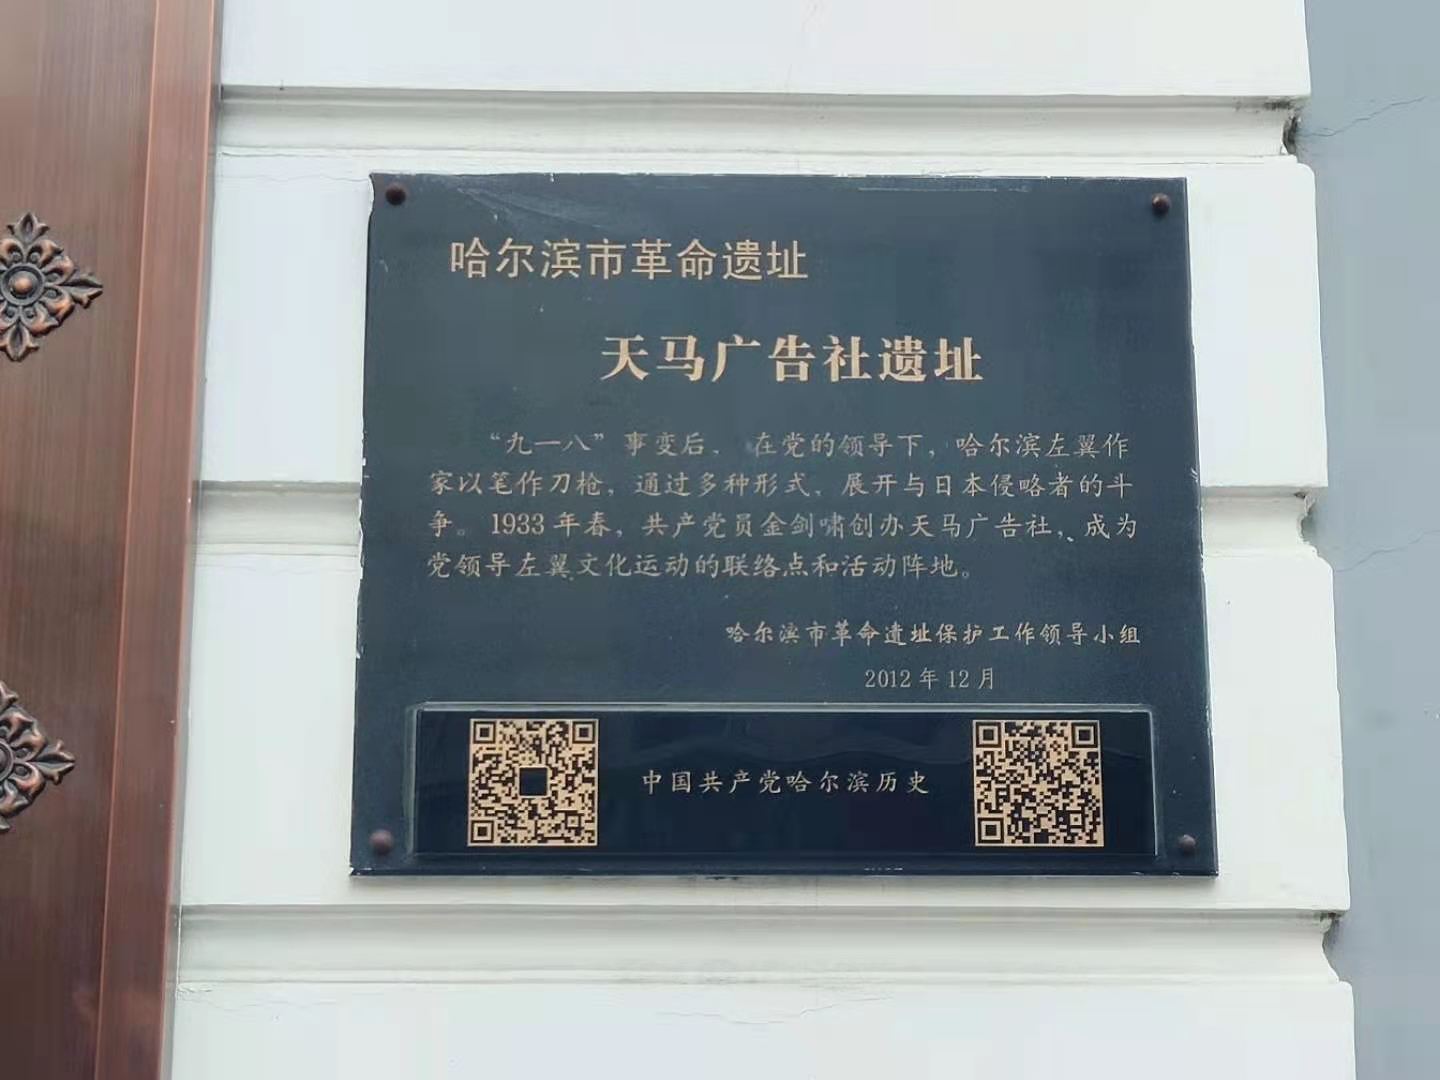 哈尔滨市革命遗址
天马广告社遗址
“九一八”事变后，在党的领导下，哈尔滨左翼作
家以笔作刀枪，通过多种形式，展开与日本侵略者的斗
争。1933年春，共产党员金剑啸创办天马广告社，成为
党领导左翼文化运动的联络点和活动阵地。
哈尔滨市革命遗址保护工作领导小组
2012年12月
中国共产党哈尔滨历史